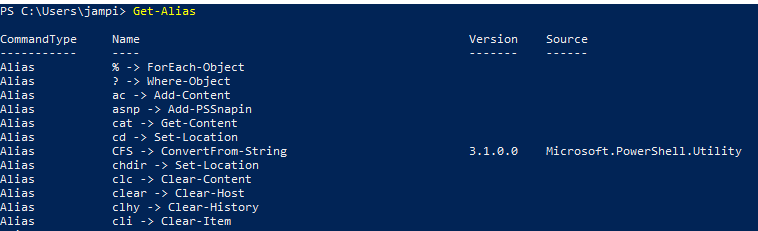 PS C:\Users\jampi> Get-Alias
CommandType     Name                                               Version    Source
-----------     ----                                               -------    ------
Alias           % -> ForEach-Object
Alias           ? -> Where-Object
Alias           ac -> Add-Content
Alias           asnp -> Add-PSSnapin
Alias           cat -> Get-Content
Alias           cd -> Set-Location
Alias           CFS -> ConvertFrom-String                          3.1.0.0    Microsoft.PowerShell.Utility
Alias           chdir -> Set-Location
Alias           clc -> Clear-Content
Alias           clear -> Clear-Host
Alias           clhy -> Clear-History
Alias           cli -> Clear-Item